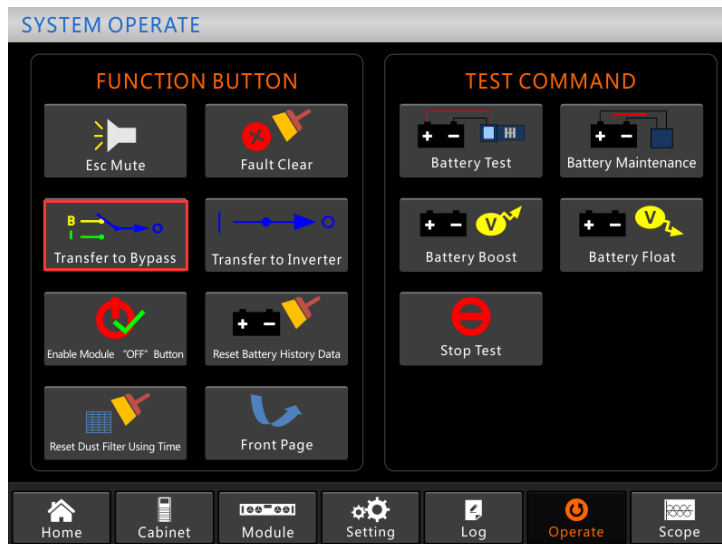 SYSTEM OPERATE
FUNCTION BUTTON
Esc Mute
Fault Clear
B
I
Transfer to Bypass
Transfer to Inverter
Enable Module "OFF" Button
Reset Battery History Data
Reset Dust Filter Using Time
Front Page
TEST COMMAND
Battery Test
Battery Maintenance
V
Battery Boost
V
Battery Float
Stop Test
Home
Cabinet
Module
Setting
Log
Operate
Scope